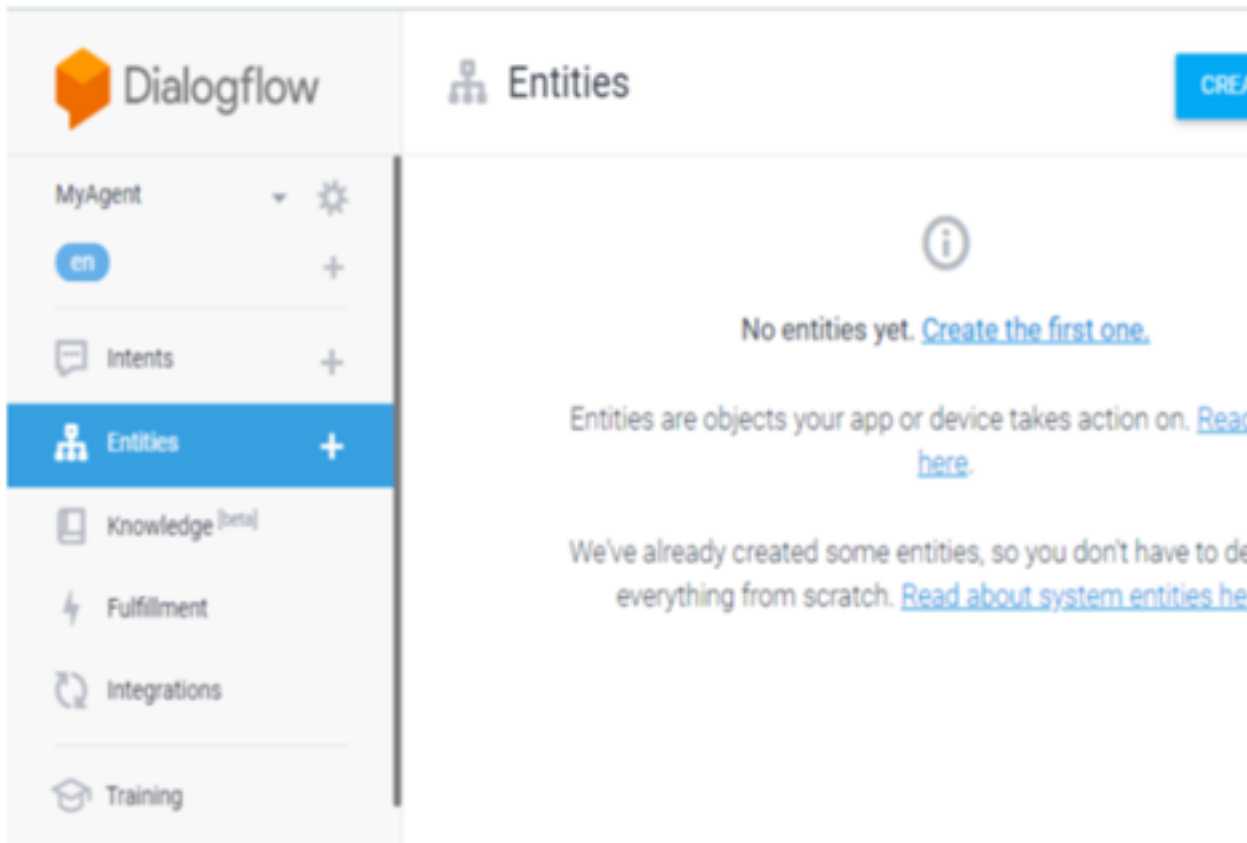 Dialogflow
Entities
CREA
MyAgent
en
Intents
Entities
Knowledge [beta]
Fulfillment
Integrations
Training
No entities yet. Create the first one.
Entities are objects your app or device takes action on. Read
here.
We've already created some entities, so you don't have to de
everything from scratch. Read about system entities he